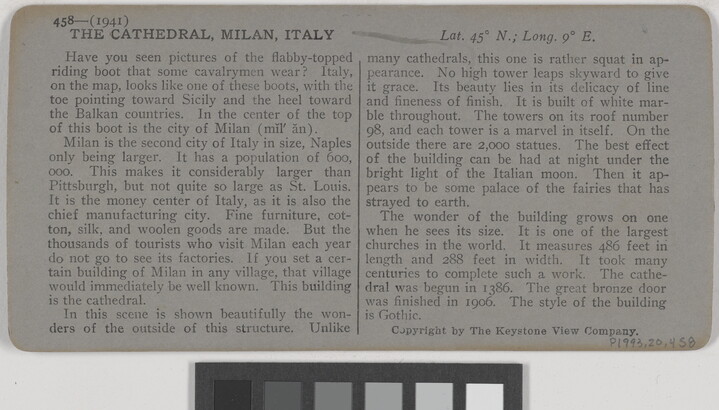 458—(1941)
THE CATHEDRAL, MILAN, ITALY
Lat. 45° N.; Long. 9° E.
Have you seen pictures of the flabby-topped
riding boot that some cavalrymen wear? Italy,
on the map, looks like one of these boots, with the
toe pointing toward Sicily and the heel toward
the Balkan countries. In the center of the top
of this boot is the city of Milan (mĭl' ăn).
Milan is the second city of Italy in size, Naples
only being larger. It has a population of 600,
000. This makes it considerably larger than
Pittsburgh, but not quite so large as St. Louis.
It is the money center of Italy, as it is also the
chief manufacturing city. Fine furniture, cot-
ton, silk, and woolen goods are made. But the
thousands of tourists who visit Milan each year
do not go to see its factories. If you set a cer-
tain building of Milan in any village, that village
would immediately be well known. This building
is the cathedral.
In this scene is shown beautifully the won-
ders of the outside of this structure. Unlike
many cathedrals, this one is rather squat in ap-
pearance. No high tower leaps skyward to give
it grace. Its beauty lies in its delicacy of line
and fineness of finish. It is built of white mar-
ble throughout. The towers on its roof number
98, and each tower is a marvel in itself. On the
outside there are 2,000 statues. The best effect
of the building can be had at night under the
bright light of the Italian moon. Then it ap-
pears to be some palace of the fairies that has
strayed to earth.
The wonder of the building grows on one
when he sees its size. It is one of the largest
churches in the world. It measures 486 feet in
length and 288 feet in width. It took many
centuries to complete such a work. The cathe-
dral was begun in 1386. The great bronze door
was finished in 1906. The style of the building
is Gothic.
Copyright by The Keystone View Company.
P1993.20.458